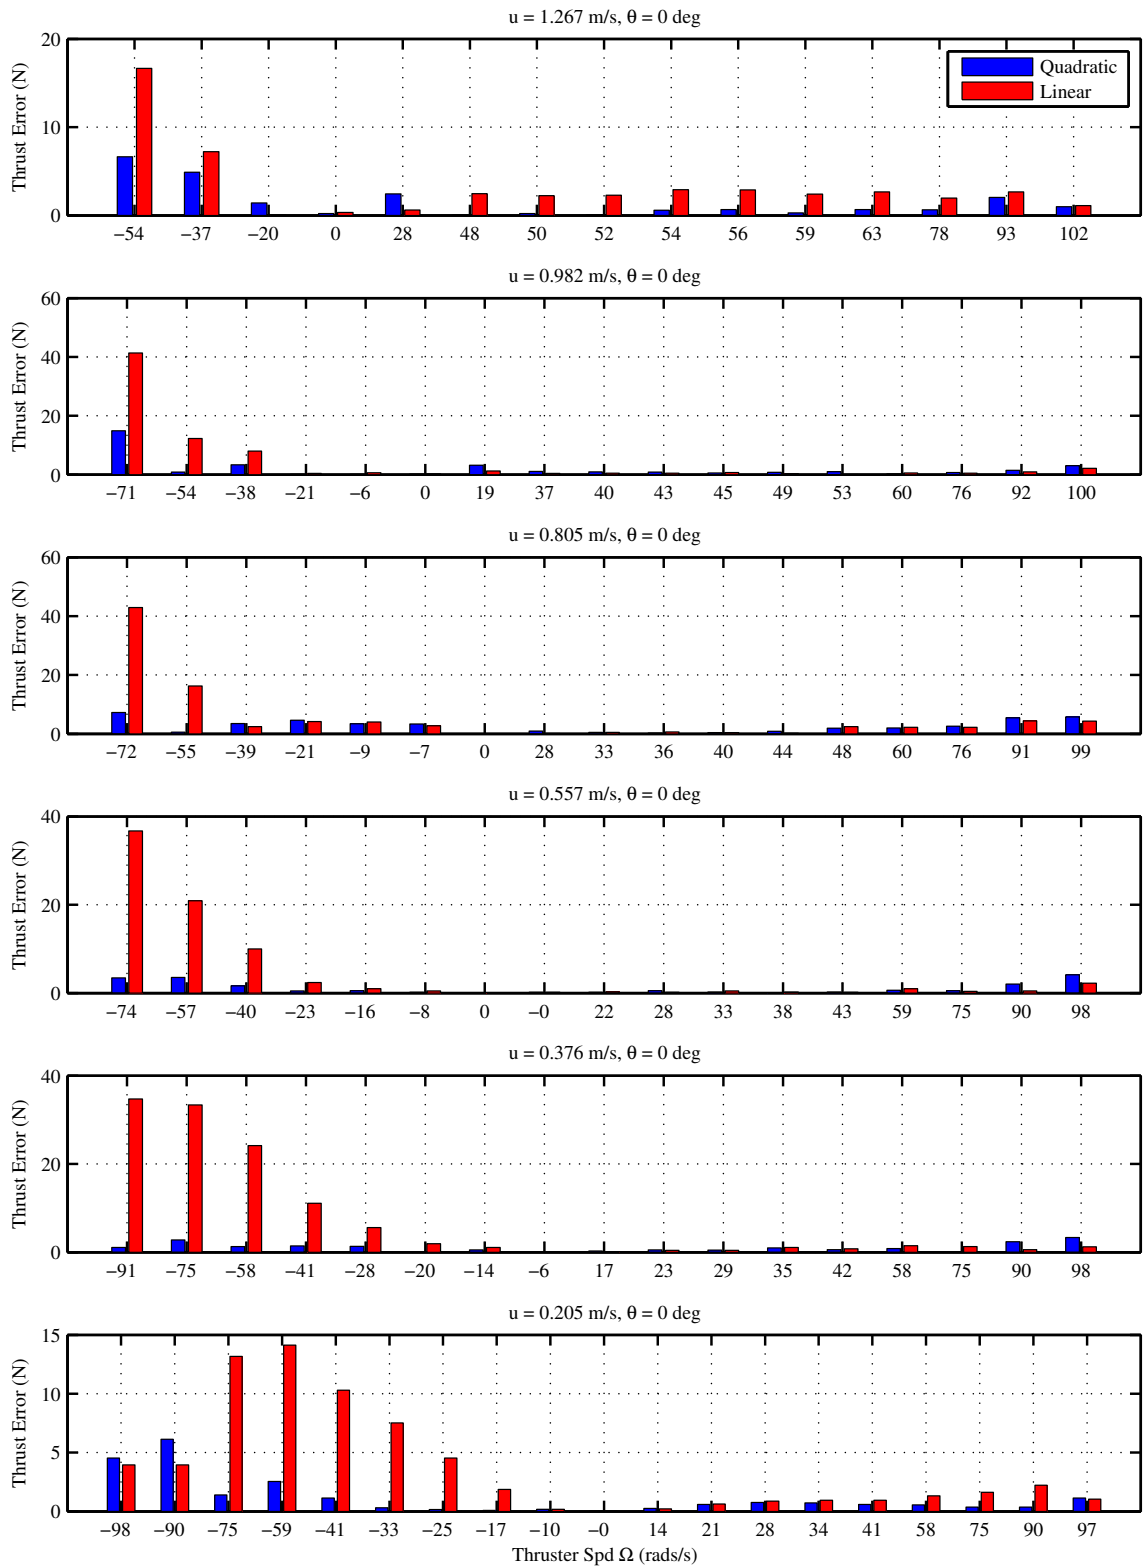 u = 1.267 m/s, θ = 0 deg
20
10
0
Thrust Error (N)
Quadratic
Linear
−54 −37 −20 0 28 48 50 52 54 56 59 63 78 93 102
u = 0.982 m/s, θ = 0 deg
60
40
20
0
Thrust Error (N)
−71 −54 −38 −21 −6 0 19 37 40 43 45 49 53 60 76 92 100
u = 0.805 m/s, θ = 0 deg
60
40
20
0
Thrust Error (N)
−72 −55 −39 −21 −9 −7 0 28 33 36 40 44 48 60 76 91 99
u = 0.557 m/s, θ = 0 deg
40
20
0
Thrust Error (N)
−74 −57 −40 −23 −16 −8 0 −0 22 28 33 38 43 59 75 90 98
u = 0.376 m/s, θ = 0 deg
40
20
0
Thrust Error (N)
−91 −75 −58 −41 −28 −20 −14 −6 17 23 29 35 42 58 75 90 98
u = 0.205 m/s, θ = 0 deg
15
10
5
0
Thrust Error (N)
−98 −90 −75 −59 −41 −33 −25 −17 −10 −0 14 21 28 34 41 58 75 90 97
Thruster Spd Ω (rads/s)